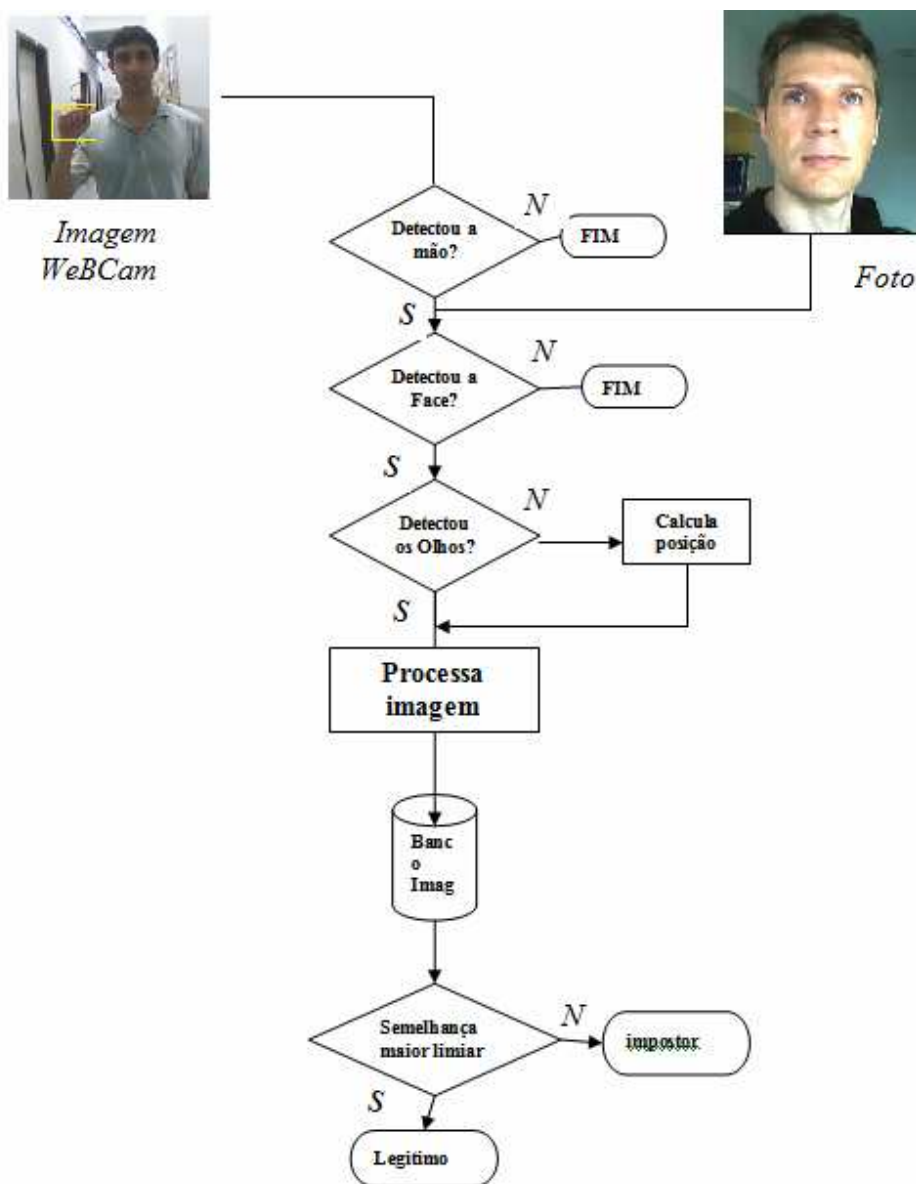 Imagem
WeBCam
Foto
Detectou a
mão?
N
FIM
S
Detectou a
Face?
N
FIM
S
Detectou
os Olhos?
N
Calcula
posição
S
Processa
imagem
Banc
o
Imag
Semelhança
maior limiar
N
impostor
S
Legitimo